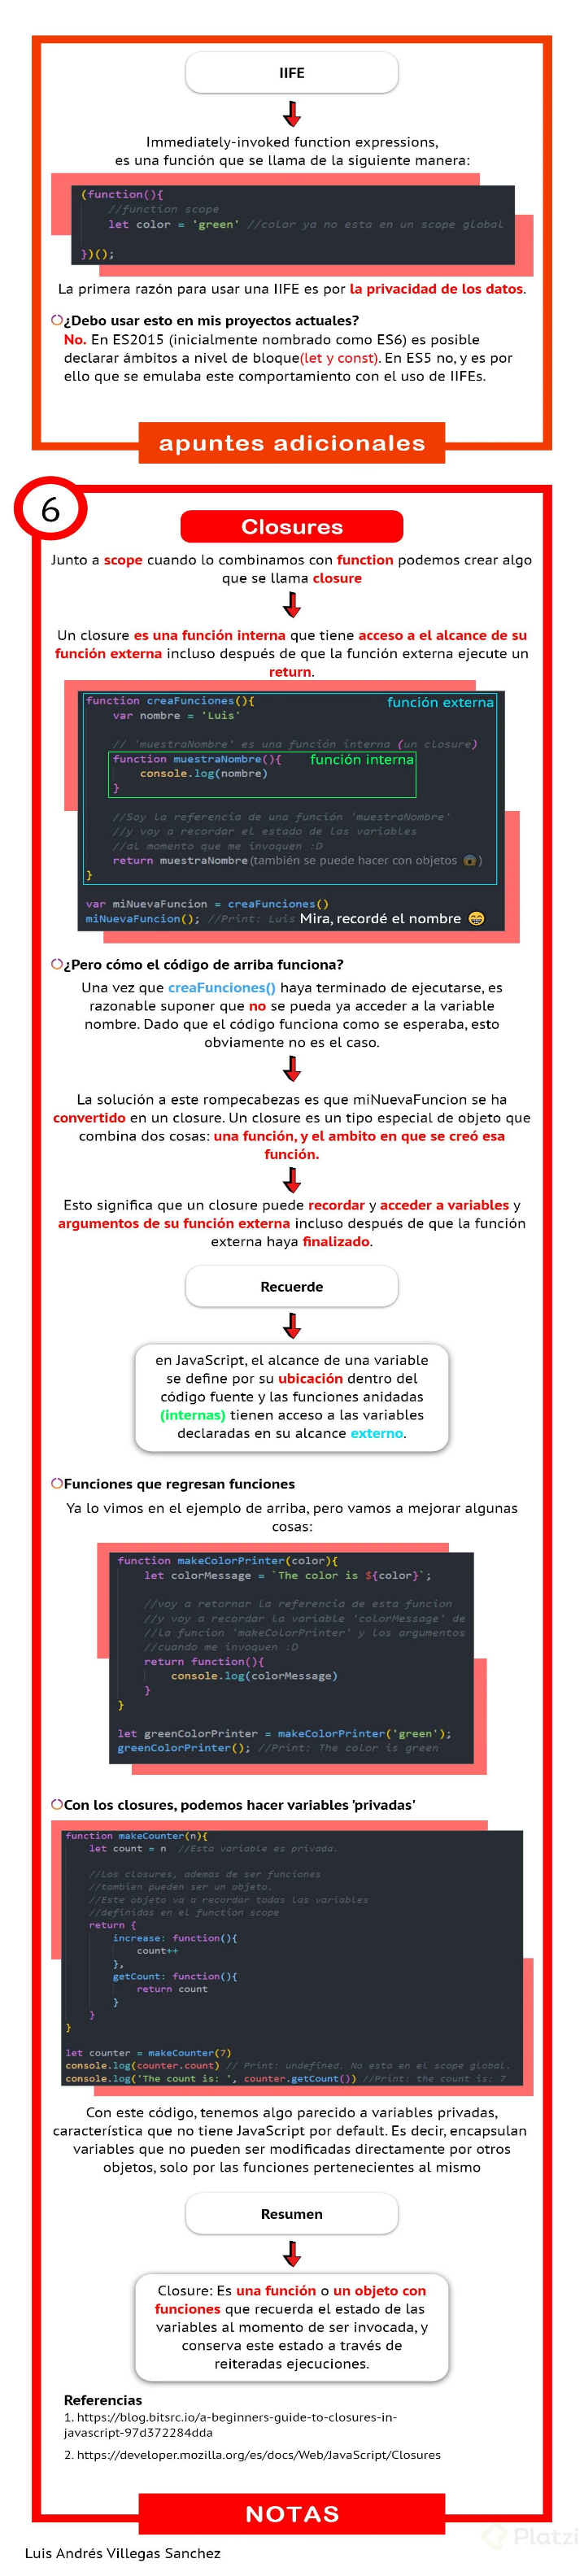 IIFE
Immediately-invoked function expressions,
es una función que se llama de la siguiente manera:
(function(){
//function scope
let color = 'green' //color ya no esta en un scope global
})();
La primera razón para usar una IIFE es por la privacidad de los datos.
¿Debo usar esto en mis proyectos actuales?
No. En ES2015 (inicialmente nombrado como ES6) es posible
declarar ámbitos a nivel de bloque(let y const). En ES5 no, y es por
ello que se emulaba este comportamiento con el uso de IIFEs.
apuntes adicionales
6
Closures
Junto a scope cuando lo combinamos con function podemos crear algo
que se llama closure
Un closure es una función interna que tiene acceso a el alcance de su
función externa incluso después de que la función externa ejecute un
return.
function creaFunciones(){ función externa
var nombre = 'Luis'
// 'muestraNombre' es una función interna (un closure)
function muestraNombre(){ función interna
console.log(nombre)
}
//Soy la referencia de una función 'muestraNombre'
//y voy a recordar el estado de las variables
//al momento que me invoquen :D
return muestraNombre (también se puede hacer con objetos 😱)
}
var miNuevaFuncion = creaFunciones()
miNuevaFuncion(); //Print: Luis Mira, recordé el nombre 😄
¿Pero cómo el código de arriba funciona?
Una vez que creaFunciones() haya terminado de ejecutarse, es
razonable suponer que no se pueda ya acceder a la variable
nombre. Dado que el código funciona como se esperaba, esto
obviamente no es el caso.
La solución a este rompecabezas es que miNuevaFuncion se ha
convertido en un closure. Un closure es un tipo especial de objeto que
combina dos cosas: una función, y el ambito en que se creó esa
función.
Esto significa que un closure puede recordar y acceder a variables y
argumentos de su función externa incluso después de que la función
externa haya finalizado.
Recuerde
en JavaScript, el alcance de una variable
se define por su ubicación dentro del
código fuente y las funciones anidadas
(internas) tienen acceso a las variables
declaradas en su alcance externo.
Funciones que regresan funciones
Ya lo vimos en el ejemplo de arriba, pero vamos a mejorar algunas
cosas:
function makeColorPrinter(color){
let colorMessage = `The color is ${color}`;
//voy a retornar la referencia de esta funcion
//y voy a recordar la variable 'colorMessage' de
//la funcion 'makeColorPrinter' y los argumentos
//cuando me invoquen :D
return function(){
console.log(colorMessage)
}
}
let greenColorPrinter = makeColorPrinter('green');
greenColorPrinter(); //Print: The color is green
Con los closures, podemos hacer variables 'privadas'
function makeCounter(n){
let count = n //Esta variable es privada.
//Los closures, ademas de ser funciones
//tambien pueden ser un objeto.
//Este objeto va a recordar todas las variables
//definidas en el function scope
return {
increase: function(){
count++
},
getCount: function(){
return count
}
}
}
let counter = makeCounter(7)
console.log(counter.count) // Print: undefined. No esta en el scope global.
console.log('The count is: ', counter.getCount()) //Print: the count is: 7
Con este código, tenemos algo parecido a variables privadas,
característica que no tiene JavaScript por default. Es decir, encapsulan
variables que no pueden ser modificadas directamente por otros
objetos, solo por las funciones pertenecientes al mismo
Resumen
Closure: Es una función o un objeto con
funciones que recuerda el estado de las
variables al momento de ser invocada, y
conserva este estado a través de
reiteradas ejecuciones.
Referencias
1. https://blog.bitsrc.io/a-beginners-guide-to-closures-in-
javascript-97d372284dda
2. https://developer.mozilla.org/es/docs/Web/JavaScript/Closures
NOTAS
Platzi
Luis Andrés Villegas Sanchez